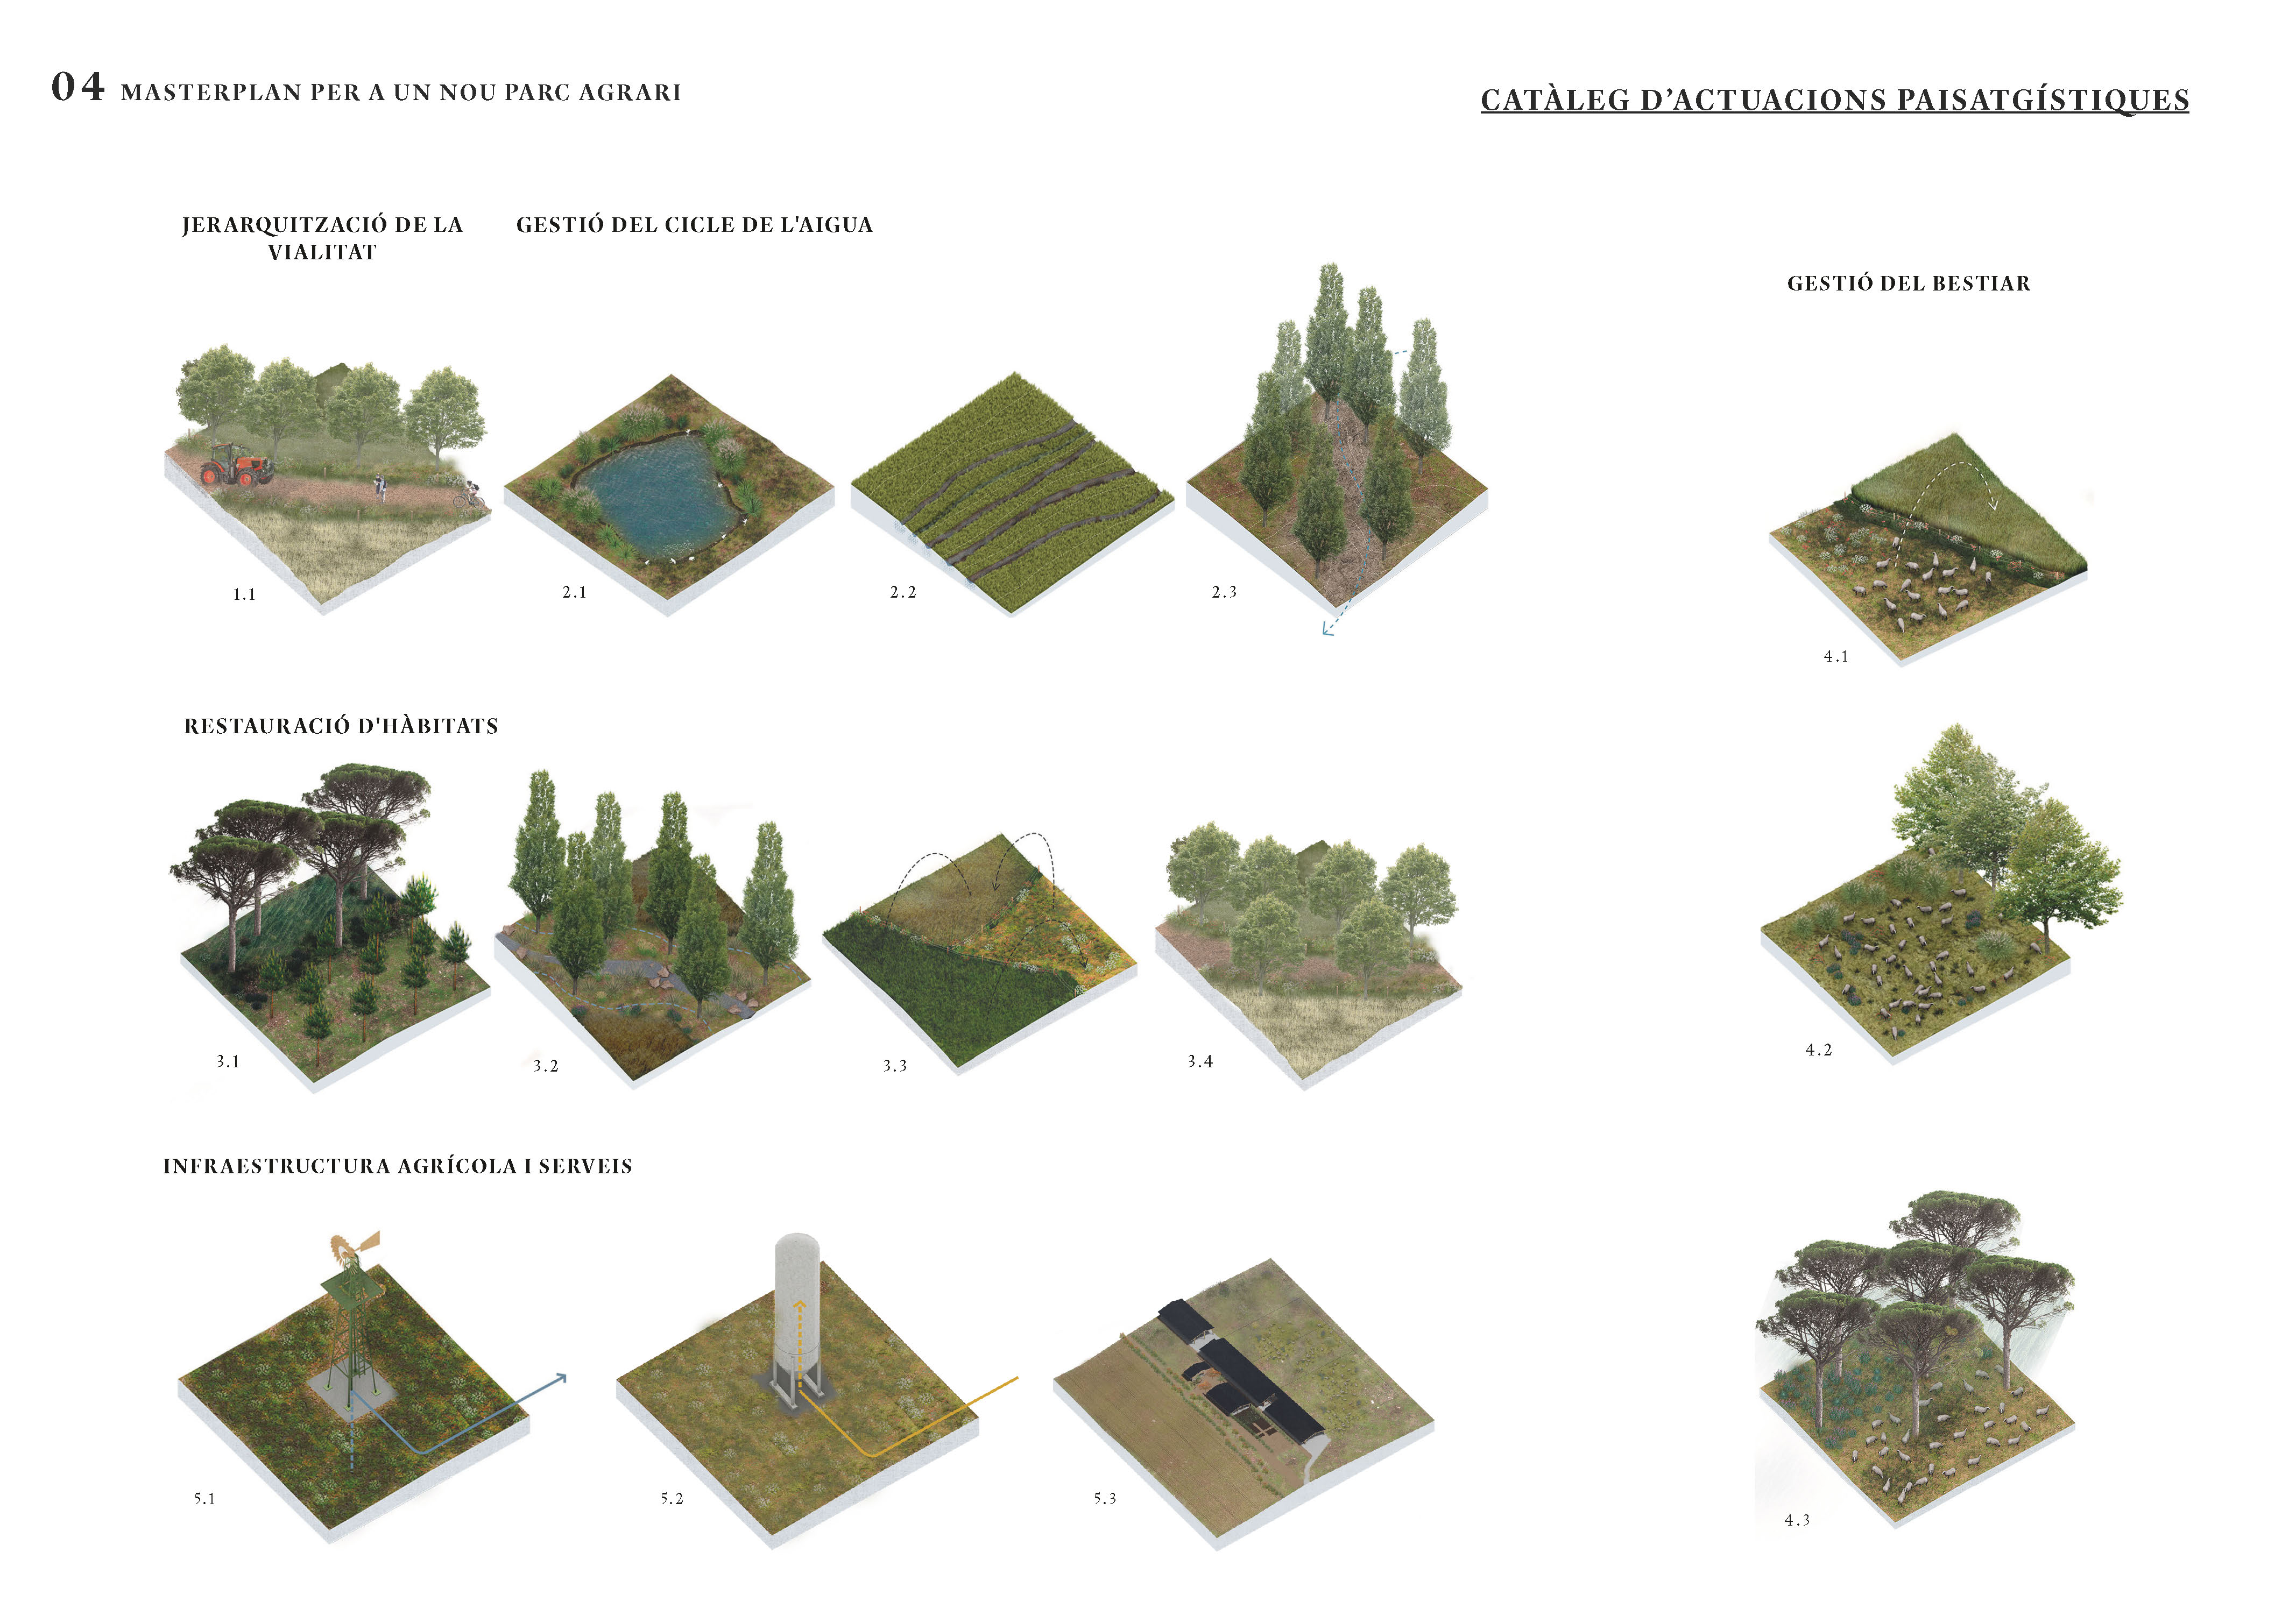 04 MASTERPLAN PER A UN NOU PARC AGRARI
CATÀLEG D'ACTUACIONS PAISATGÍSTIQUES
JERARQUITZACIÓ DE LA
VIALITAT
1.1
GESTIÓ DEL CICLE DE L'AIGUA
2.1
2.2
2.3
RESTAURACIÓ D'HÀBITATS
3.1
3.2
3.3
3.4
GESTIÓ DEL BESTIAR
4.1
4.2
4.3
INFRAESTRUCTURA AGRÍCOLA I SERVEIS
5.1
5.2
5.3